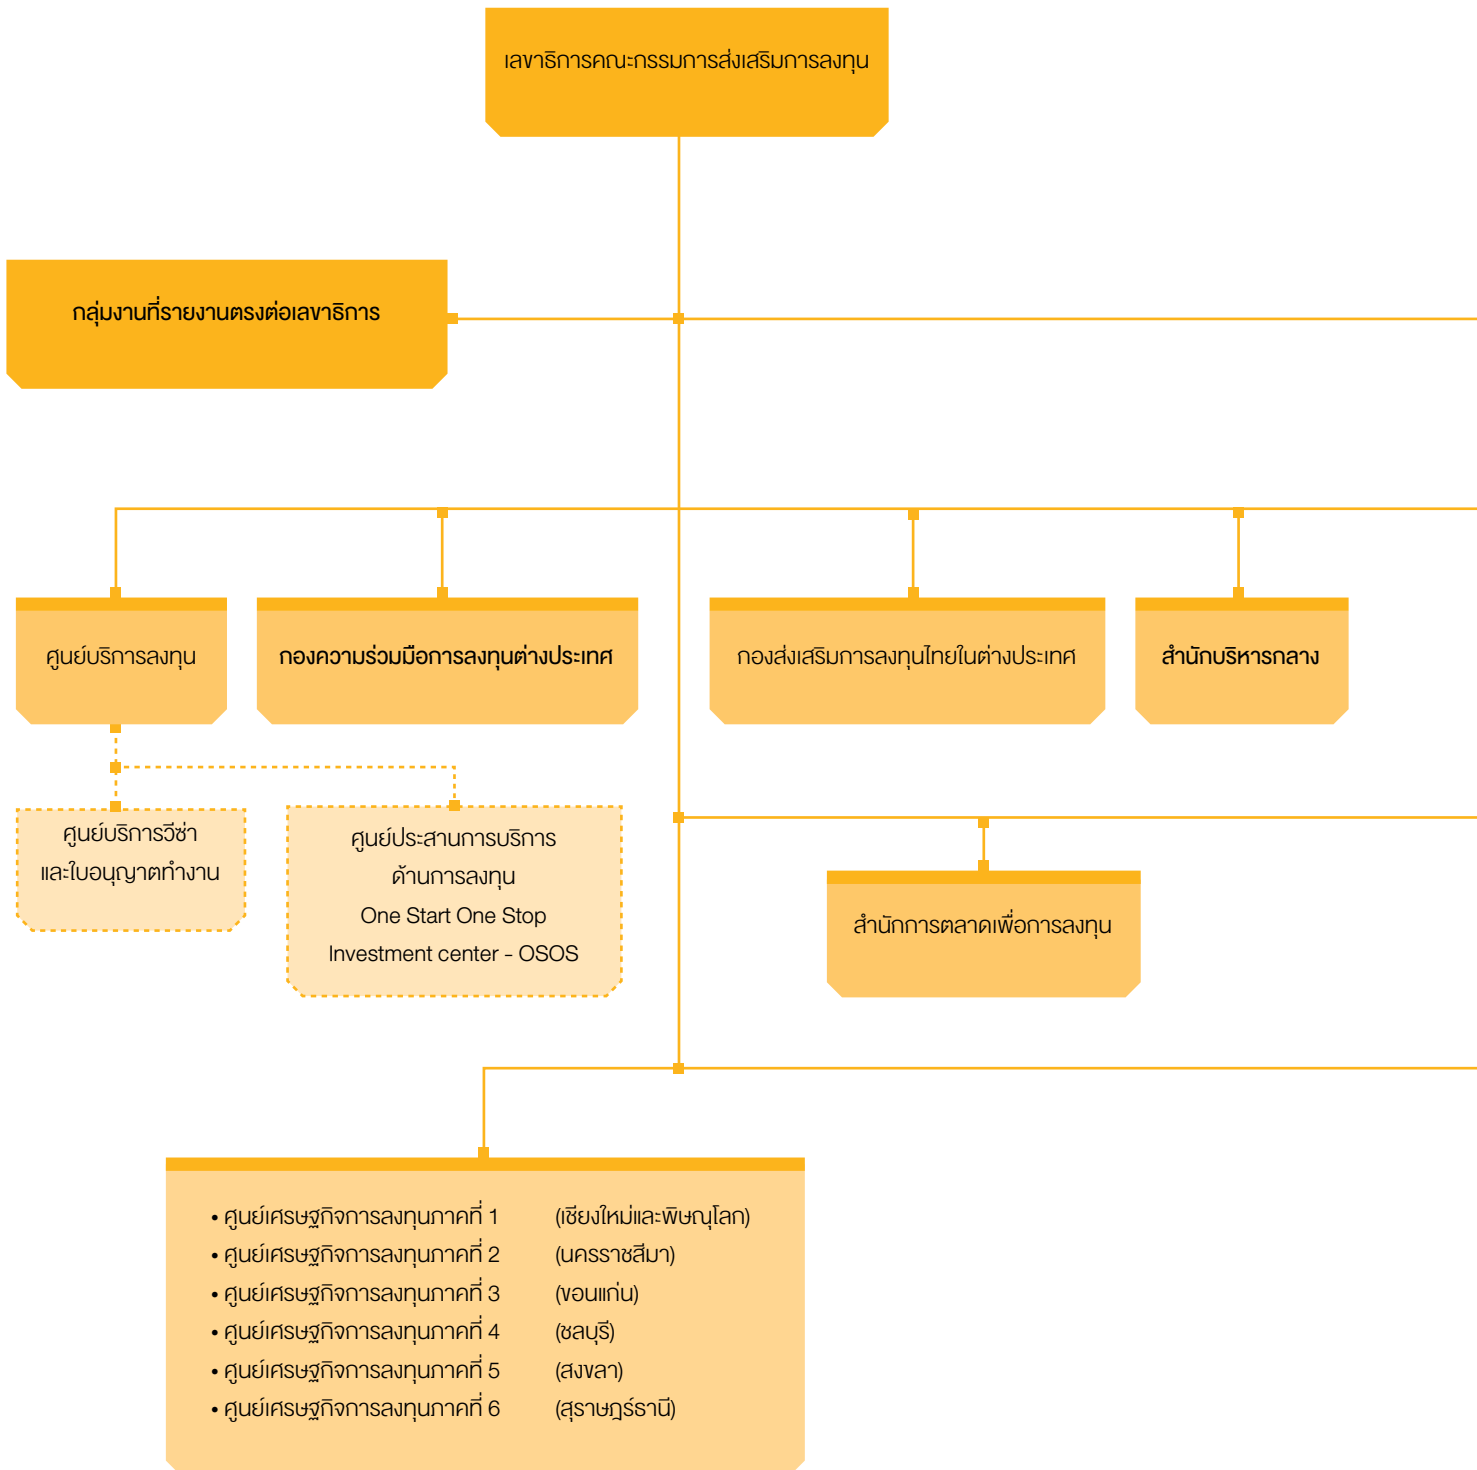 เลขาธิการคณะกรรมการส่งเสริมการลงทุน
กลุ่มงานที่รายงานตรงต่อเลขาธิการ
ศูนย์บริการลงทุน
กองความร่วมมือการลงทุนต่างประเทศ
กองส่งเสริมการลงทุนไทยในต่างประเทศ
สำนักบริหารกลาง
ศูนย์บริการวีซ่า
และใบอนุญาตทำงาน
ศูนย์ประสานการบริการ
ด้านการลงทุน
One Start One Stop
Investment center - OSOS
สำนักการตลาดเพื่อการลงทุน
• ศูนย์เศรษฐกิจการลงทุนภาคที่ 1 (เชียงใหม่และพิษณุโลก)
• ศูนย์เศรษฐกิจการลงทุนภาคที่ 2 (นครราชสีมา)
• ศูนย์เศรษฐกิจการลงทุนภาคที่ 3 (ขอนแก่น)
• ศูนย์เศรษฐกิจการลงทุนภาคที่ 4 (ชลบุรี)
• ศูนย์เศรษฐกิจการลงทุนภาคที่ 5 (สงขลา)
• ศูนย์เศรษฐกิจการลงทุนภาคที่ 6 (สุราษฎร์ธานี)